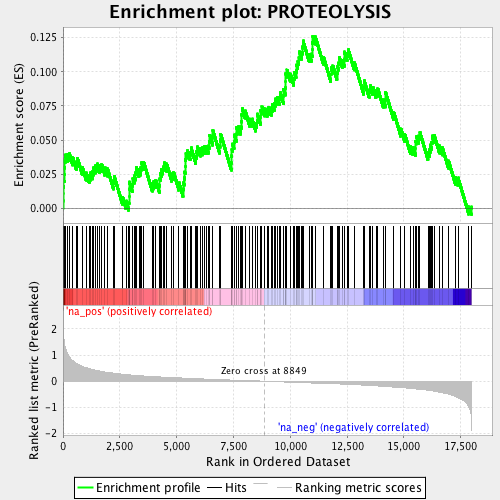 Enrichment plot: PROTEOLYSIS
Enrichment score (ES)
0.125
0.100
0.075
0.050
0.025
0.000
'na_pos' (positively correlated)
Ranked list metric (PreRanked)
2
1
0
-1
-2
Zero cross at 8849
'na_neg' (negatively correlated)
0
2,500
5,000
7,500
10,000
12,500
15,000
17,500
Rank in Ordered Dataset
Enrichment profile
Hits
Ranking metric scores